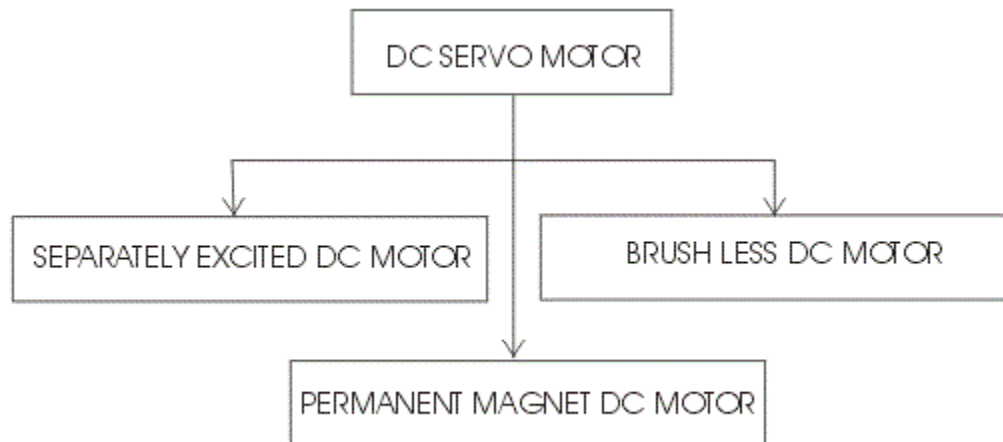 DC SERVO MOTOR
SEPARATELY EXCITED DC MOTOR
BRUSH LESS DC MOTOR
PERMANENT MAGNET DC MOTOR